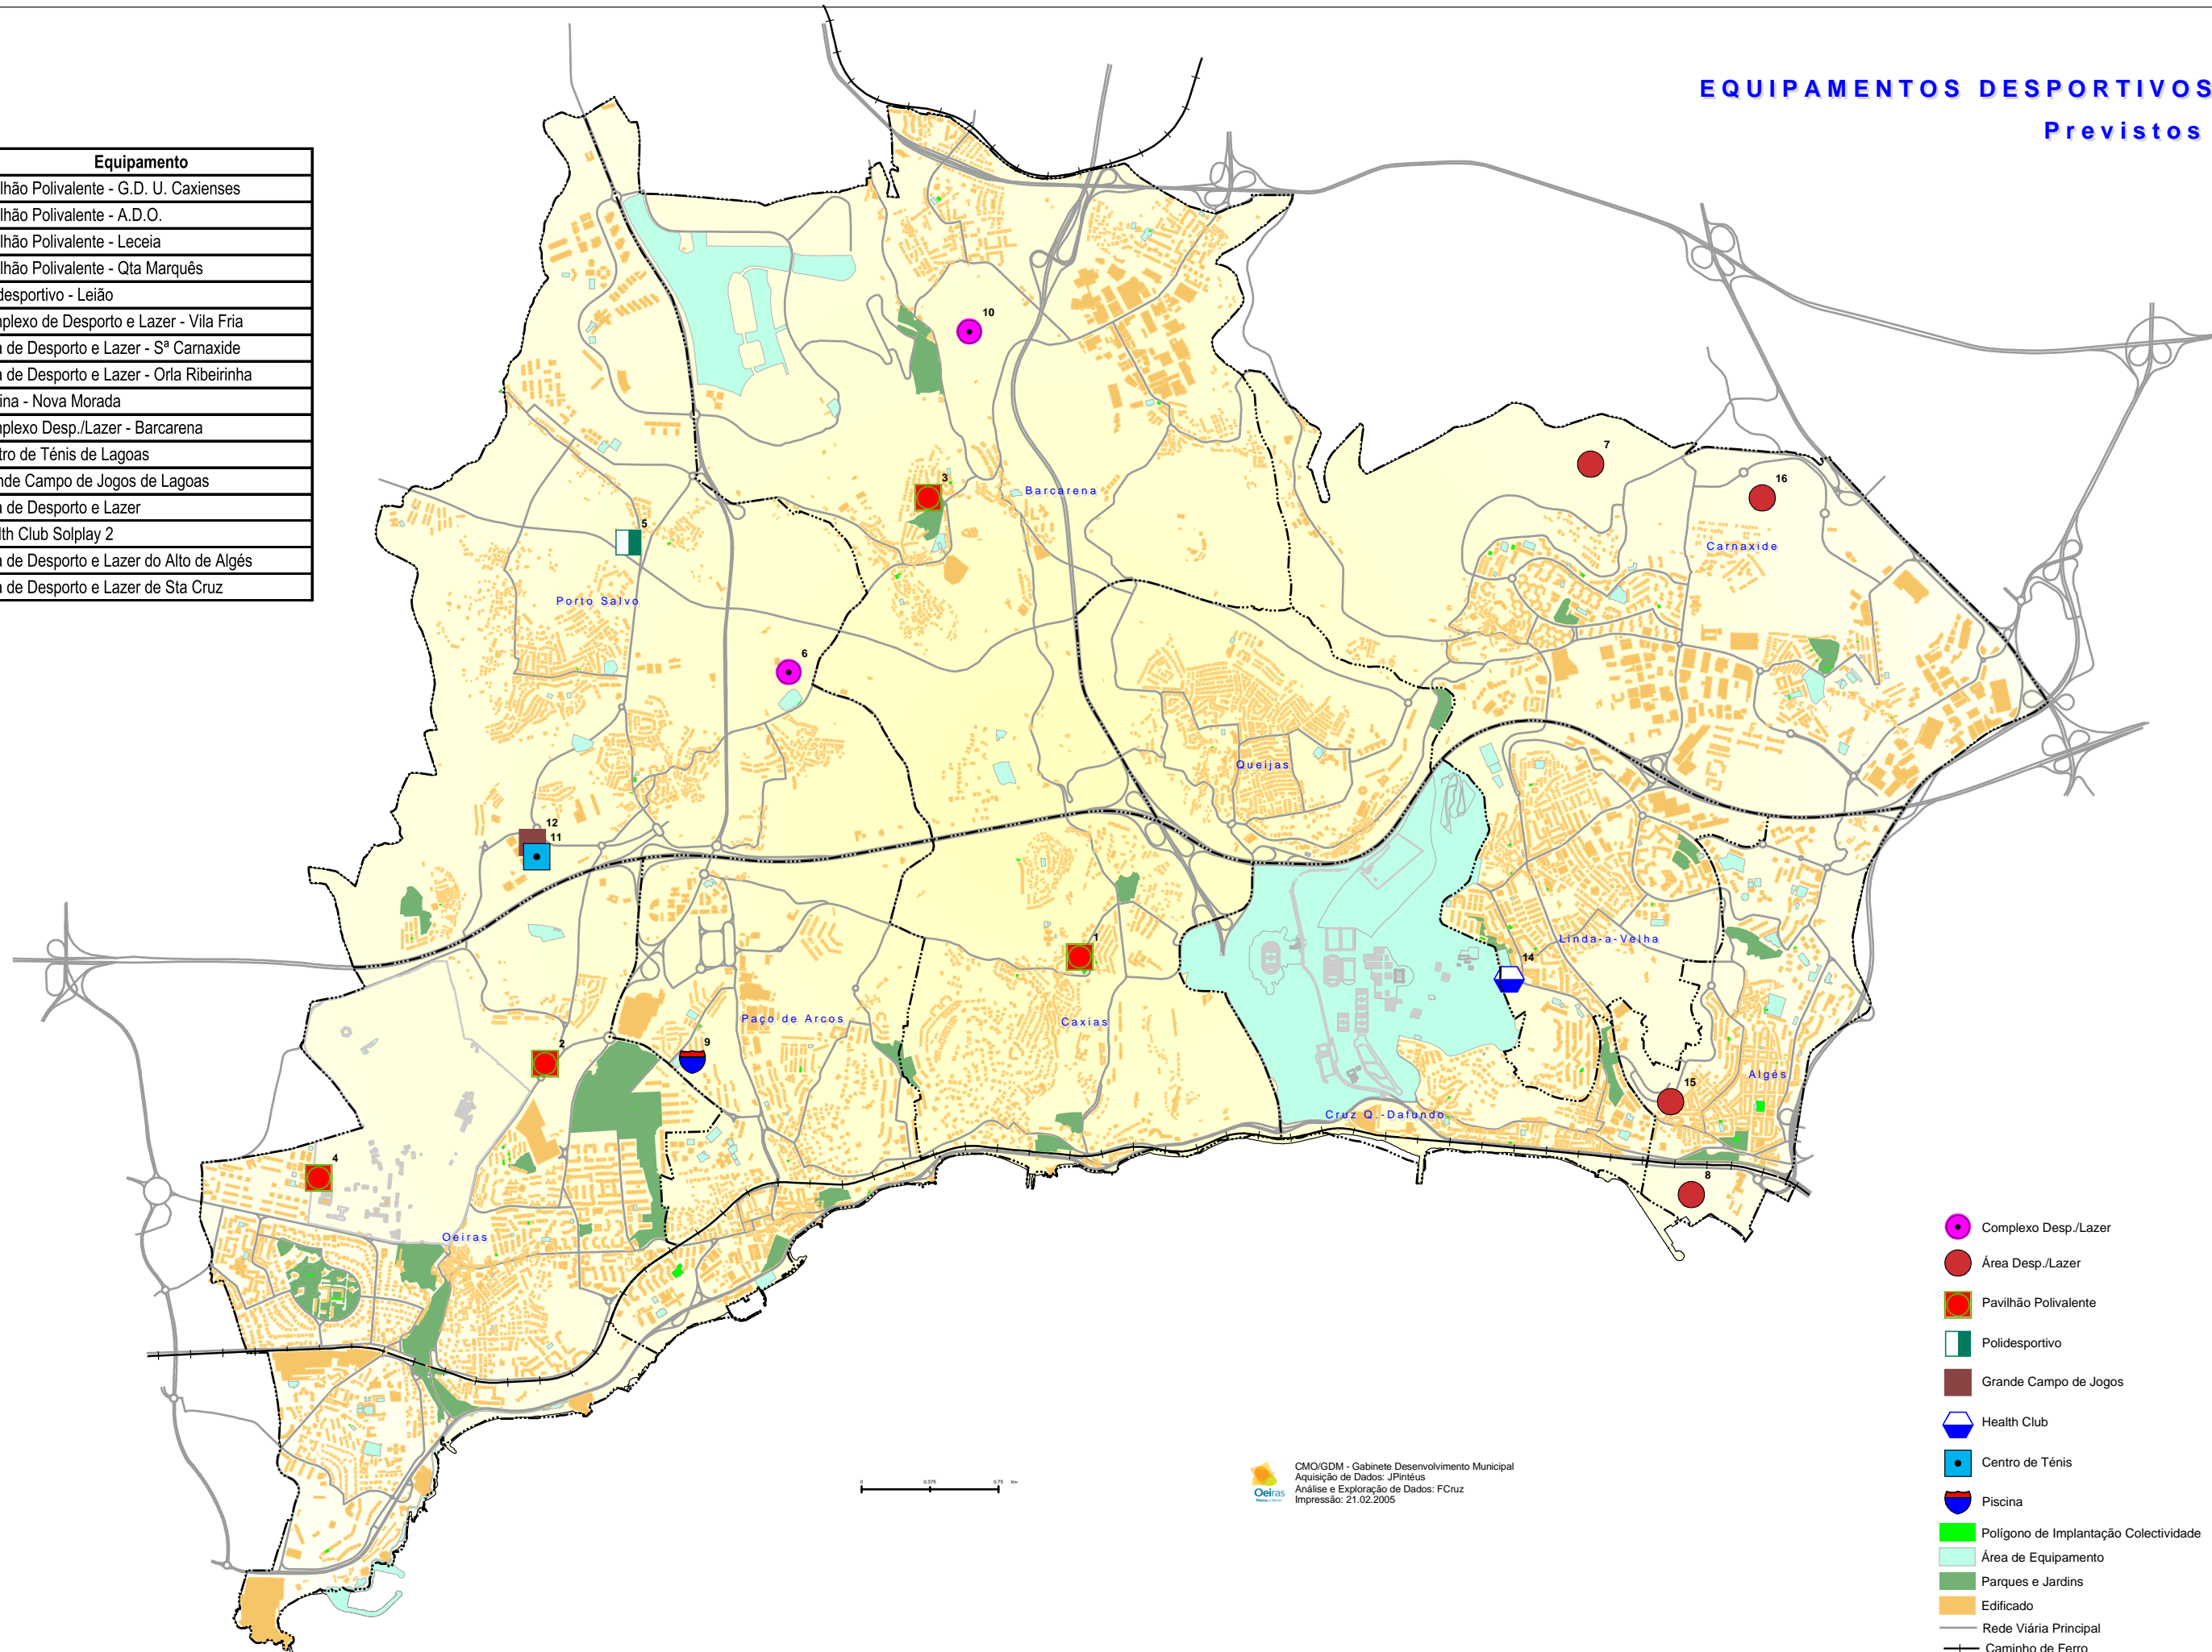 EQUIPAMENTOS DESPORTIVOS
Previstos
Equipamento
lhão Polivalente - G.D. U. Caxienses
lhão Polivalente - A.D.O.
lhão Polivalente - Leceia
lhão Polivalente - Qta Marquês
desportivo - Leião
plexo de Desporto e Lazer - Vila Fria
a de Desporto e Lazer - Sª Carnaxide
a de Desporto e Lazer - Orla Ribeirinha
ina - Nova Morada
plexo Desp./Lazer - Barcarena
tro de Ténis de Lagoas
nde Campo de Jogos de Lagoas
a de Desporto e Lazer
lth Club Solplay 2
a de Desporto e Lazer do Alto de Algés
a de Desporto e Lazer de Sta Cruz
10
7
3
16
Barcarena
5
Carnaxide
Porto Salvo
6
Queijas
12
11
Linda-a-Velha
1
14
Paço de Arcos
Caxias
2
9
Algés
15
Cruz Q.-Dafundo
4
8
Oeiras
Complexo Desp./Lazer
Área Desp./Lazer
Pavilhão Polivalente
Polidesportivo
Grande Campo de Jogos
Health Club
Centro de Ténis
Piscina
Polígono de Implantação Colectividade
Área de Equipamento
Parques e Jardins
Edificado
Rede Viária Principal
Caminho de Ferro
0 0.375 0.75 Km
Oeiras
CMO/GDM - Gabinete Desenvolvimento Municipal
Aquisição de Dados: JPintéus
Análise e Exploração de Dados: FCruz
Impressão: 21.02.2005